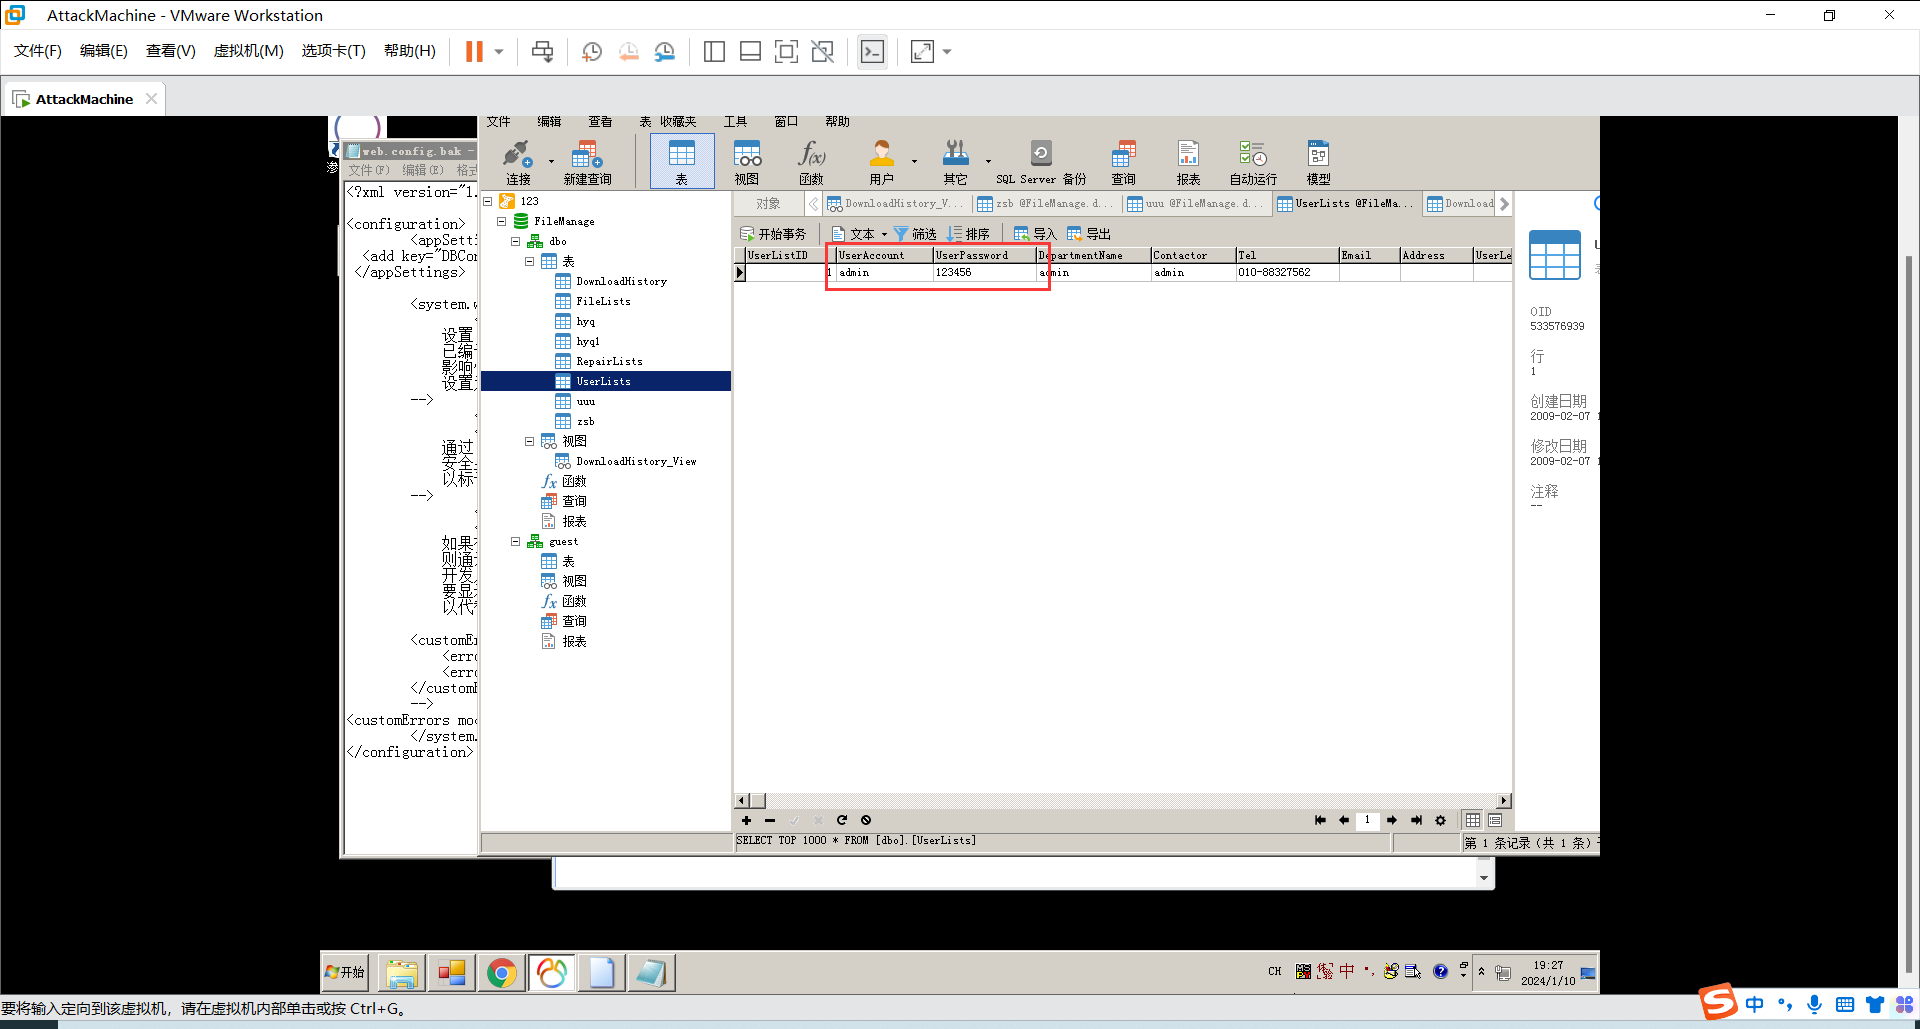 AttackMachine - VMware Workstation
文件(F) 编辑(E) 查看(V) 虚拟机(M) 选项卡(T) 帮助(H)
AttackMachine
文件 编辑 查看 表 收藏夹 工具 窗口 帮助
连接 新建查询 表 视图 函数 用户 其它 SQL Server 备份 查询 报表 自动运行 模型
渗
web.config.bak -
文件(F) 编辑(E) 格式
<?xml version="1.
<configuration>
<appSetti
<add key="DBCon
</appSettings>
<system.w
设置
已编
影响
设置
-->
通过
安全
以标
-->
如果
则通
开发
要显
以代
<customEr
<erro
<erro
</customE
-->
<customErrors mod
</system.
</configuration>
123
FileManage
dbo
表
DownloadHistory
FileLists
hyq
hyq1
RepairLists
UserLists
uuu
zsb
视图
DownloadHistory_View
函数
查询
报表
guest
表
视图
函数
查询
报表
对象 DownloadHistory_V... zsb @FileManage.d... uuu @FileManage.d... UserLists @FileMa... Download
开始事务 文本 筛选 排序 导入 导出
UserListID UserAccount UserPassword DepartmentName Contactor Tel Email Address UserLe
1 admin 123456 admin admin 010-88327562
OID
533576939
行
1
创建日期
2009-02-07 1
修改日期
2009-02-07 1
注释
--
1
SELECT TOP 1000 * FROM [dbo].[UserLists]
第 1 条记录 (共 1 条)
开始
CH 中
19:27
2024/1/10
要将输入定向到该虚拟机，请在虚拟机内部单击或按 Ctrl+G。
中